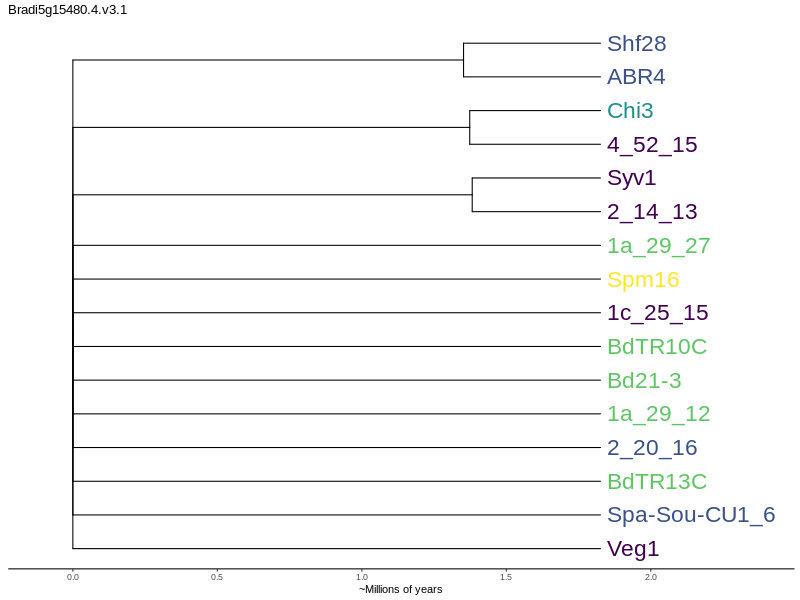 Bradi5g15480.4.v3.1
Shf28
ABR4
Chi3
4_52_15
Syv1
2_14_13
1a_29_27
Spm16
1c_25_15
BdTR10C
Bd21-3
1a_29_12
2_20_16
BdTR13C
Spa-Sou-CU1_6
Veg1
0.0 0.5 1.0 1.5 2.0
~Millions of years